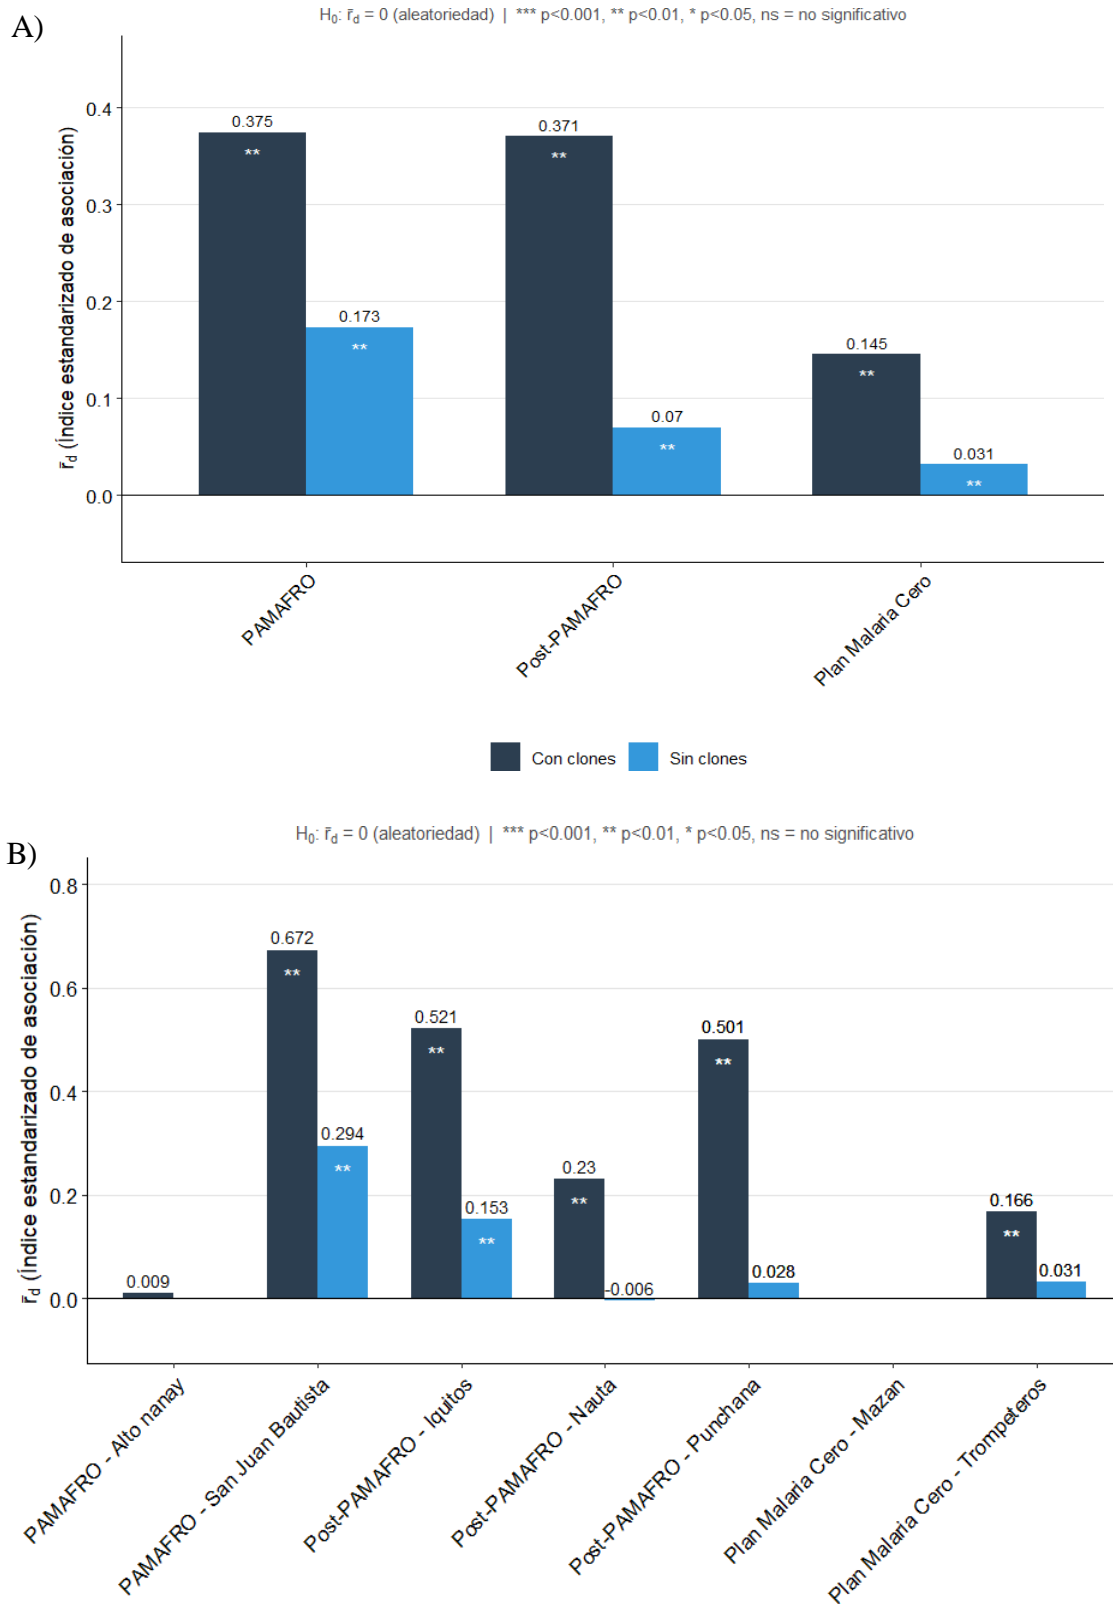 H₀: r̄d = 0 (aleatoriedad) | *** p<0.001, ** p<0.01, * p<0.05, ns = no significativo
A)
r̄d (Índice estandarizado de asociación)
0.4
0.3
0.2
0.1
0.0
0.375
**
0.173
**
0.371
**
0.07
**
0.145
**
0.031
**
PAMAFRO
Post-PAMAFRO
Plan Malaria Cero
Con clones
Sin clones
H₀: r̄d = 0 (aleatoriedad) | *** p<0.001, ** p<0.01, * p<0.05, ns = no significativo
B)
r̄d (Índice estandarizado de asociación)
0.8
0.6
0.4
0.2
0.0
0.009
0.672
**
0.294
**
0.521
**
0.153
**
0.23
**
-0.006
0.501
**
0.028
0.166
**
0.031
PAMAFRO - Alto nanay
PAMAFRO - San Juan Bautista
Post-PAMAFRO - Iquitos
Post-PAMAFRO - Nauta
Post-PAMAFRO - Punchana
Plan Malaria Cero - Mazan
Plan Malaria Cero - Trompeteros